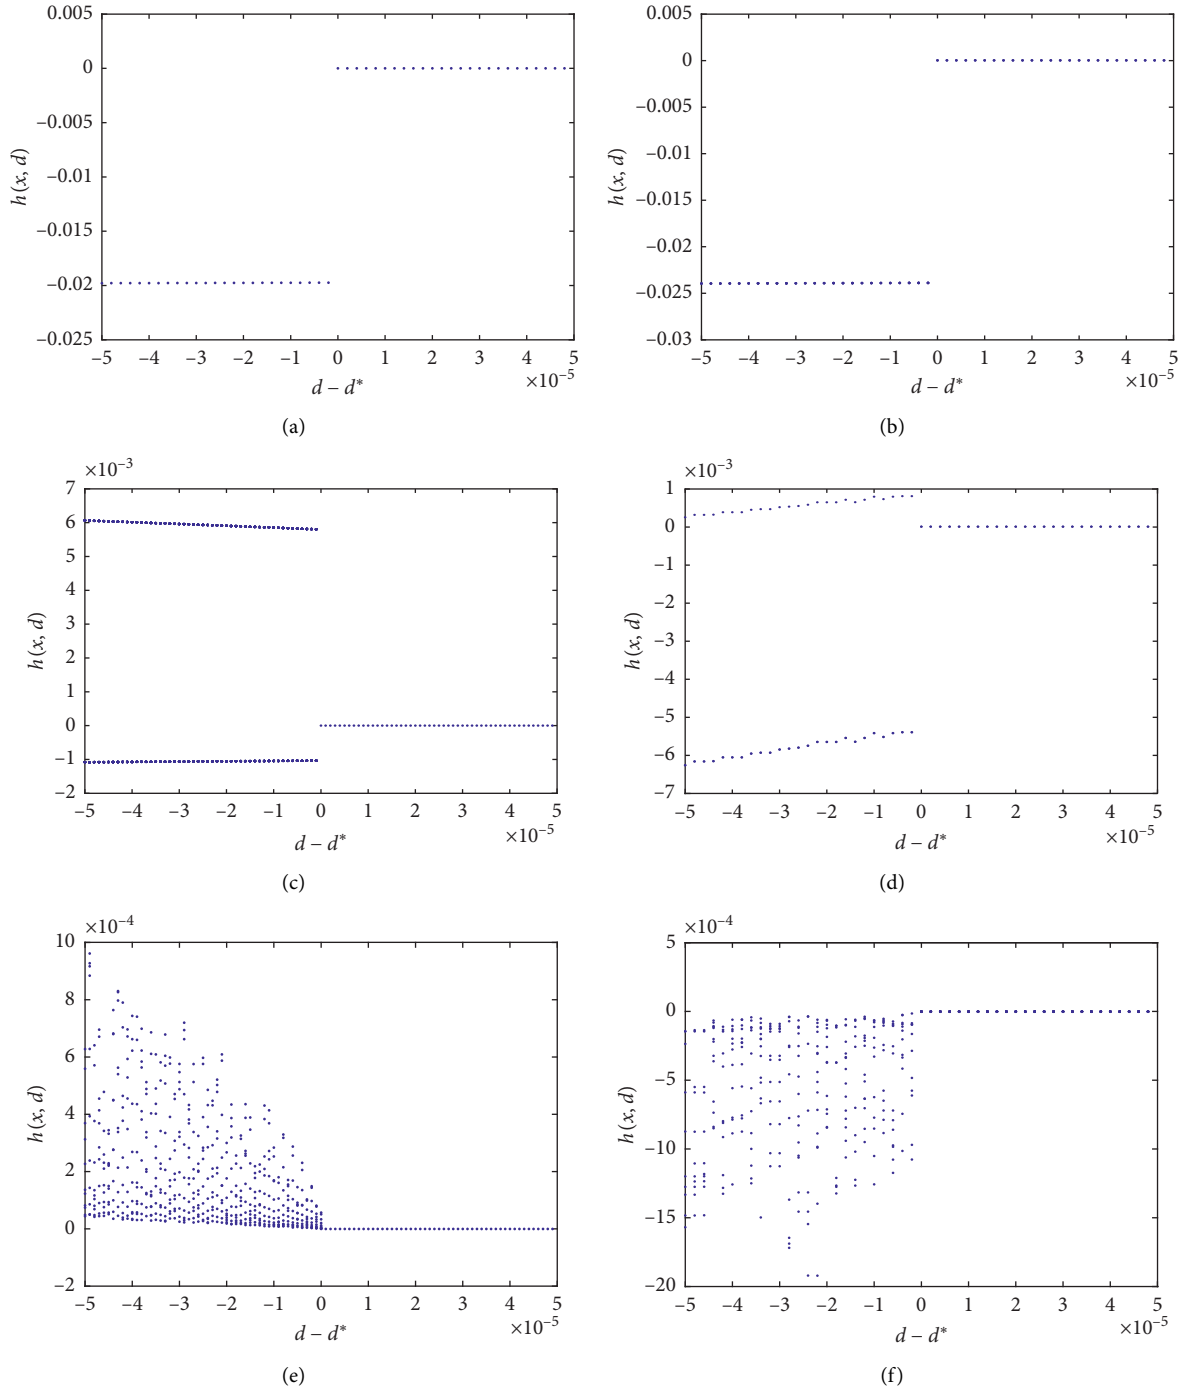 0.005
0
–0.005
–0.01
–0.015
–0.02
–0.025
h(x, d)
–5 –4 –3 –2 –1 0 1 2 3 4 5
×10⁻⁵
d – d*
(a)
0.005
0
–0.005
–0.01
–0.015
–0.02
–0.025
–0.03
h(x, d)
–5 –4 –3 –2 –1 0 1 2 3 4 5
×10⁻⁵
d – d*
(b)
×10⁻³
7
6
5
4
3
2
1
0
–1
–2
h(x, d)
–5 –4 –3 –2 –1 0 1 2 3 4 5
×10⁻⁵
d – d*
(c)
×10⁻³
1
0
–1
–2
–3
–4
–5
–6
–7
h(x, d)
–5 –4 –3 –2 –1 0 1 2 3 4 5
×10⁻⁵
d – d*
(d)
×10⁻⁴
10
8
6
4
2
0
–2
h(x, d)
–5 –4 –3 –2 –1 0 1 2 3 4 5
×10⁻⁵
d – d*
(e)
×10⁻⁴
5
0
–5
–10
–15
–20
h(x, d)
–5 –4 –3 –2 –1 0 1 2 3 4 5
×10⁻⁵
d – d*
(f)